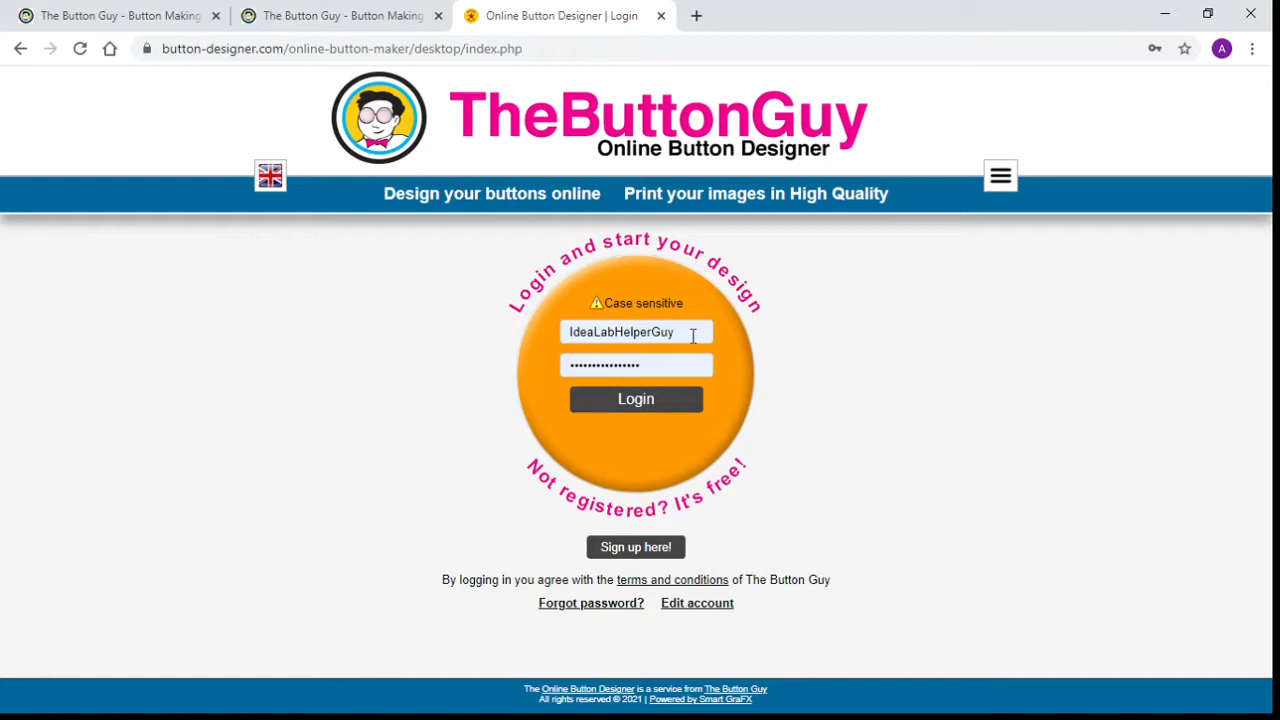 The Button Guy - Button Making
The Button Guy - Button Making
Online Button Designer | Login
button-designer.com/online-button-maker/desktop/index.php
A
TheButtonGuy
Online Button Designer
Design your buttons online Print your images in High Quality
Login and start your design
Case sensitive
IdeaLabHelperGuy
Login
Not registered? It's free!
Sign up here!
By logging in you agree with the terms and conditions of The Button Guy
Forgot password? Edit account
The Online Button Designer is a service from The Button Guy
All rights reserved © 2021 | Powered by Smart GraFX